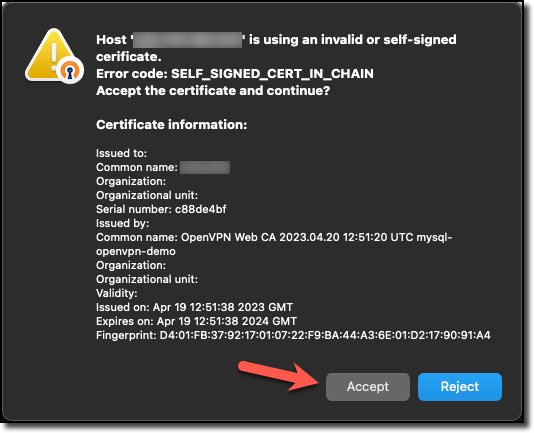 Host '                    ' is using an invalid or self-signed
cerificate.
Error code: SELF_SIGNED_CERT_IN_CHAIN
Accept the certificate and continue?
Certificate information:
Issued to:
Common name:
Organization:
Organizational unit:
Serial number: c88de4bf
Issued by:
Common name: OpenVPN Web CA 2023.04.20 12:51:20 UTC mysql-
openvpn-demo
Organization:
Organizational unit:
Validity:
Issued on: Apr 19 12:51:38 2023 GMT
Expires on: Apr 19 12:51:38 2024 GMT
Fingerprint: D4:01:FB:37:92:17:01:07:22:F9:BA:44:A3:6E:01:D2:17:90:91:A4
Accept
Reject